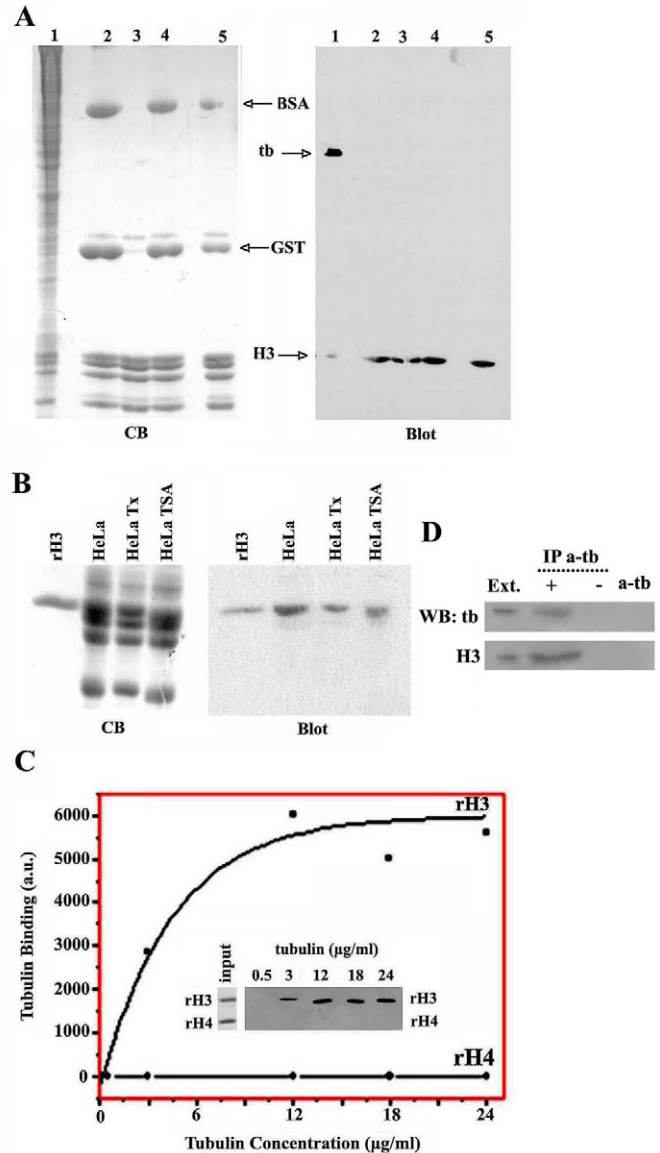 A
1 2 3 4 5
1 2 3 4 5
BSA
tb
GST
H3
CB
Blot
B
rH3 HeLa HeLa Tx HeLa TSA
rH3 HeLa HeLa Tx HeLa TSA
CB
Blot
D
IP a-tb
Ext. + - a-tb
WB: tb
H3
C
6000
5000
4000
3000
2000
1000
0
Tubulin Binding (a.u.)
rH3
input
tubulin (µg/ml)
0.5 3 12 18 24
rH3 rH3
rH4 rH4
rH4
0 6 12 18 24
Tubulin Concentration (µg/ml)